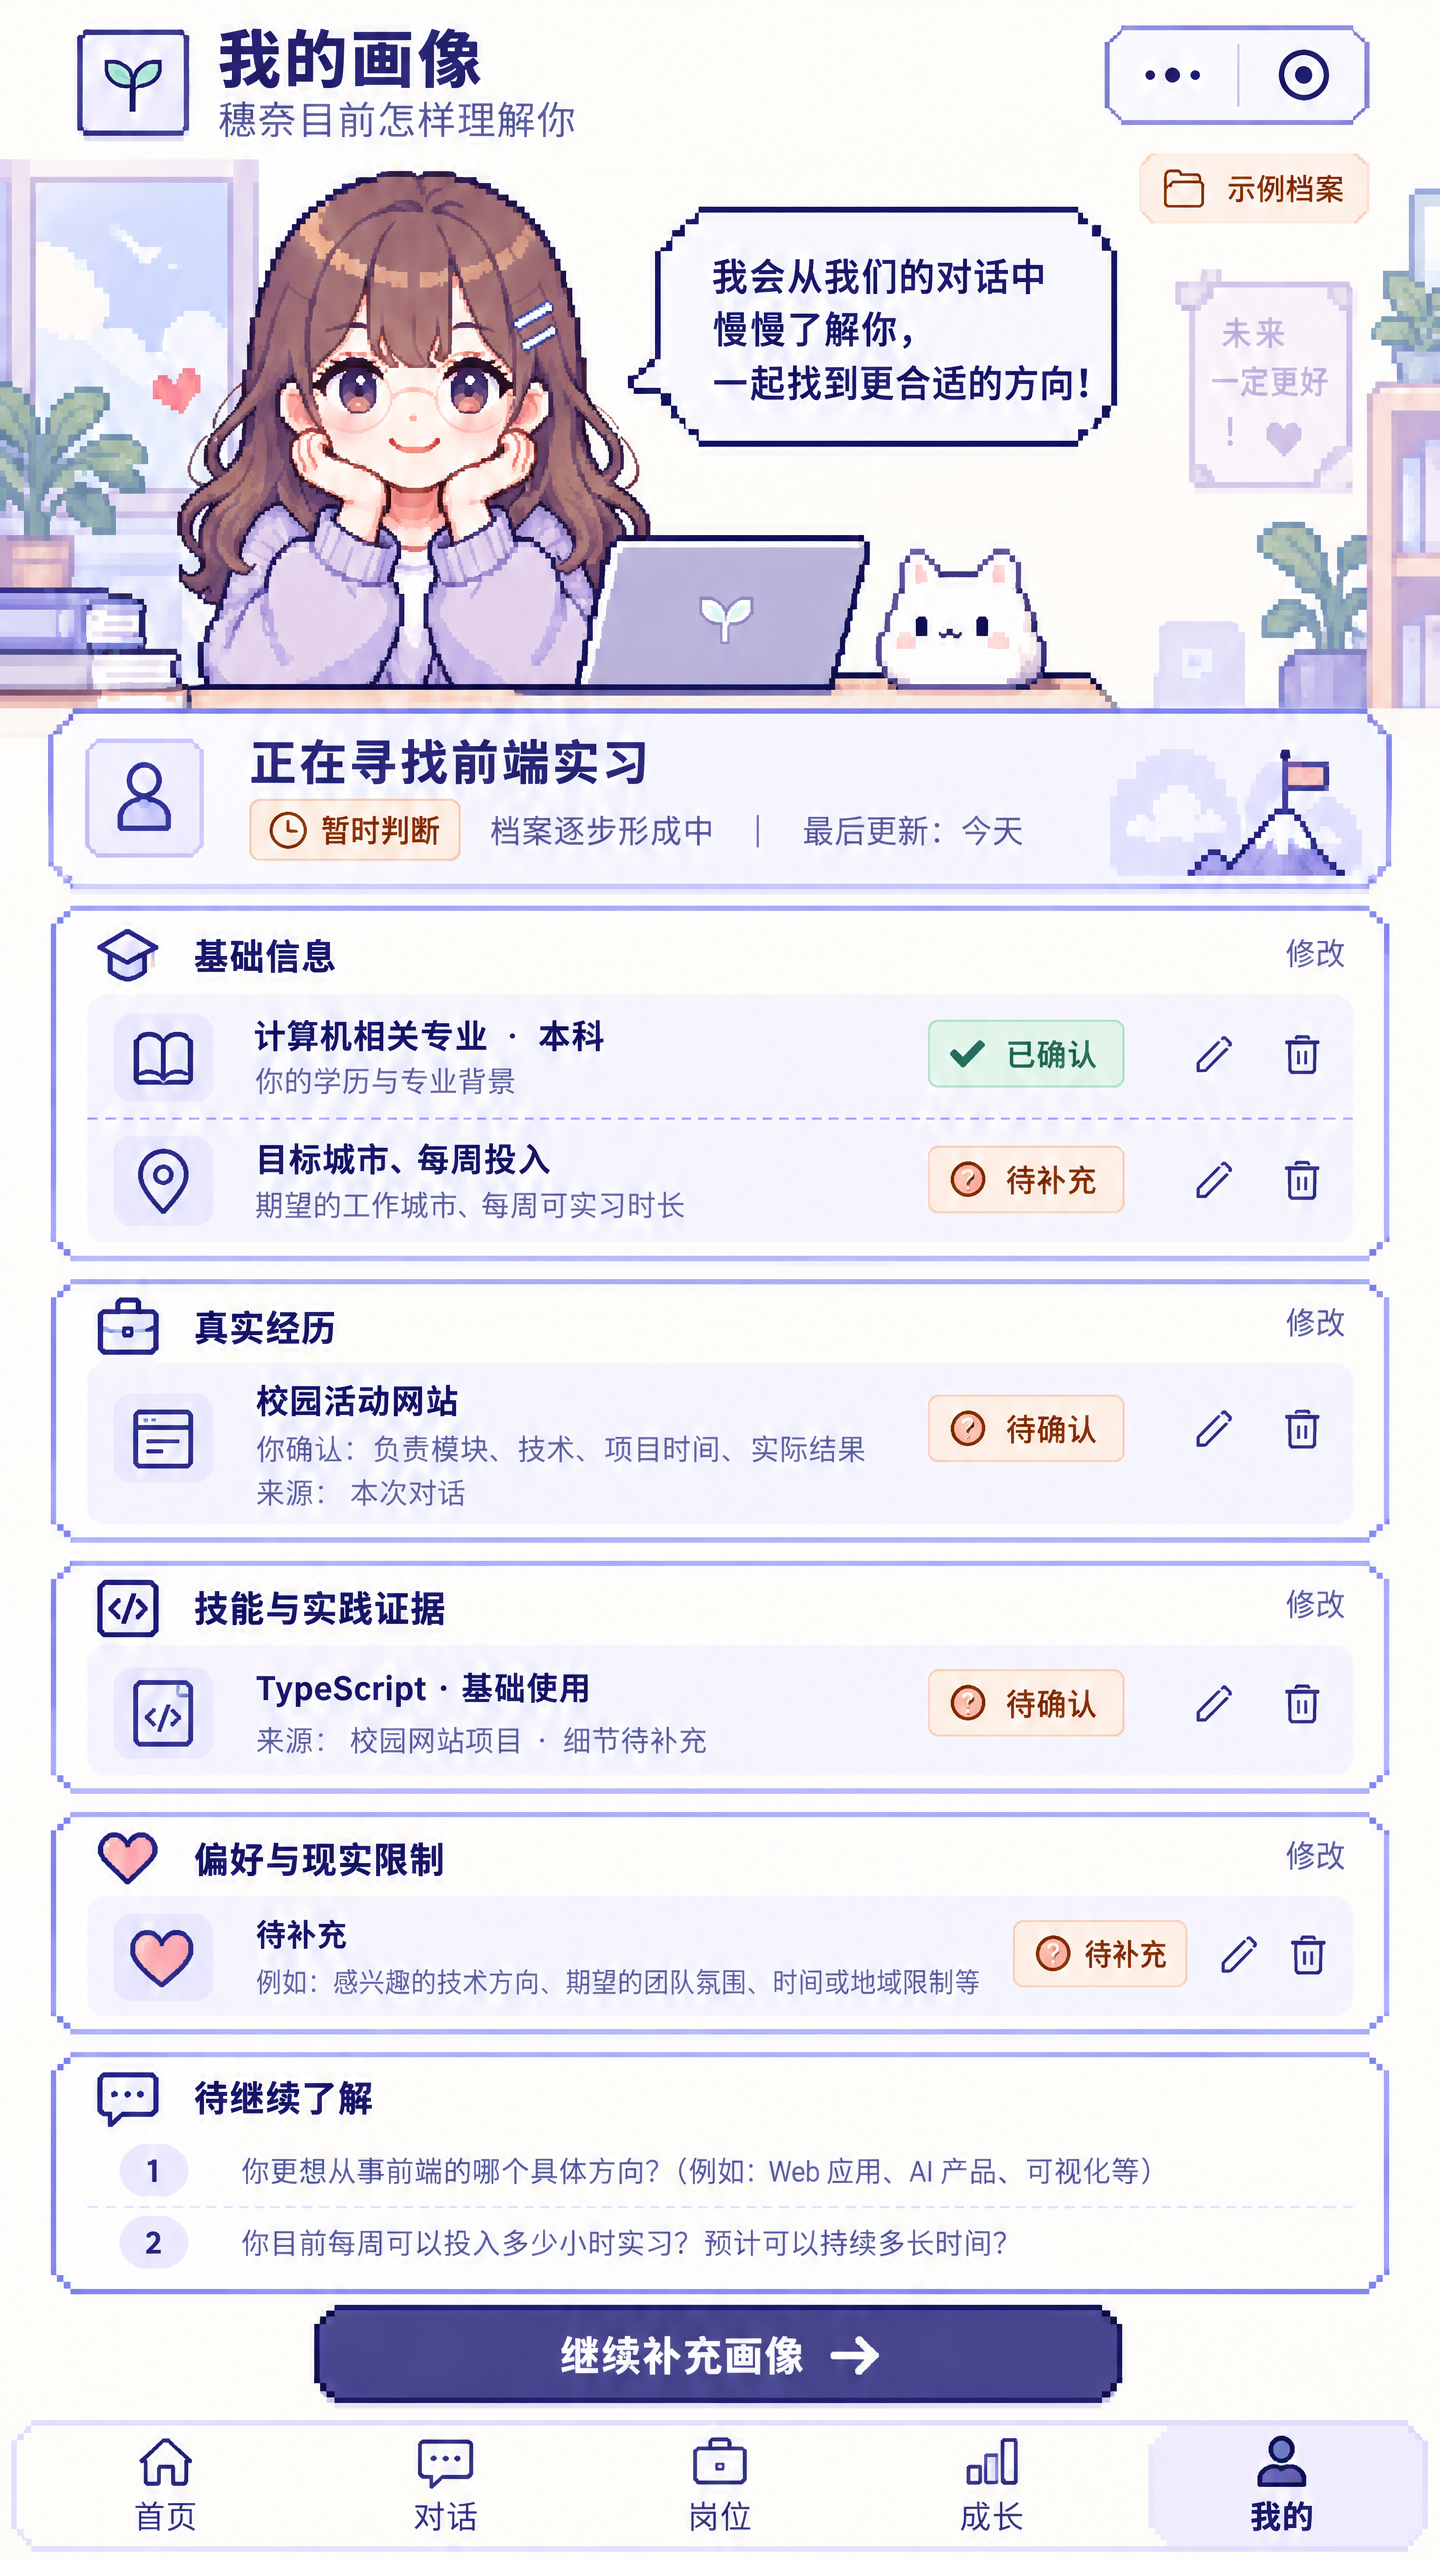 我的画像
穗奈目前怎样理解你
示例档案
我会从我们的对话中
慢慢了解你，
一起找到更合适的方向！
未来
一定更好
！
正在寻找前端实习
暂时判断 档案逐步形成中 | 最后更新：今天
基础信息 修改
计算机相关专业 · 本科
你的学历与专业背景
已确认
目标城市、每周投入
期望的工作城市、每周可实习时长
待补充
真实经历 修改
校园活动网站
你确认：负责模块、技术、项目时间、实际结果
来源： 本次对话
待确认
技能与实践证据 修改
TypeScript · 基础使用
来源： 校园网站项目 · 细节待补充
待确认
偏好与现实限制 修改
待补充
例如：感兴趣的技术方向、期望的团队氛围、时间或地域限制等
待补充
待继续了解
1 你更想从事前端的哪个具体方向？（例如：Web 应用、AI 产品、可视化等）
2 你目前每周可以投入多少小时实习？预计可以持续多长时间？
继续补充画像 →
首页 对话 岗位 成长 我的